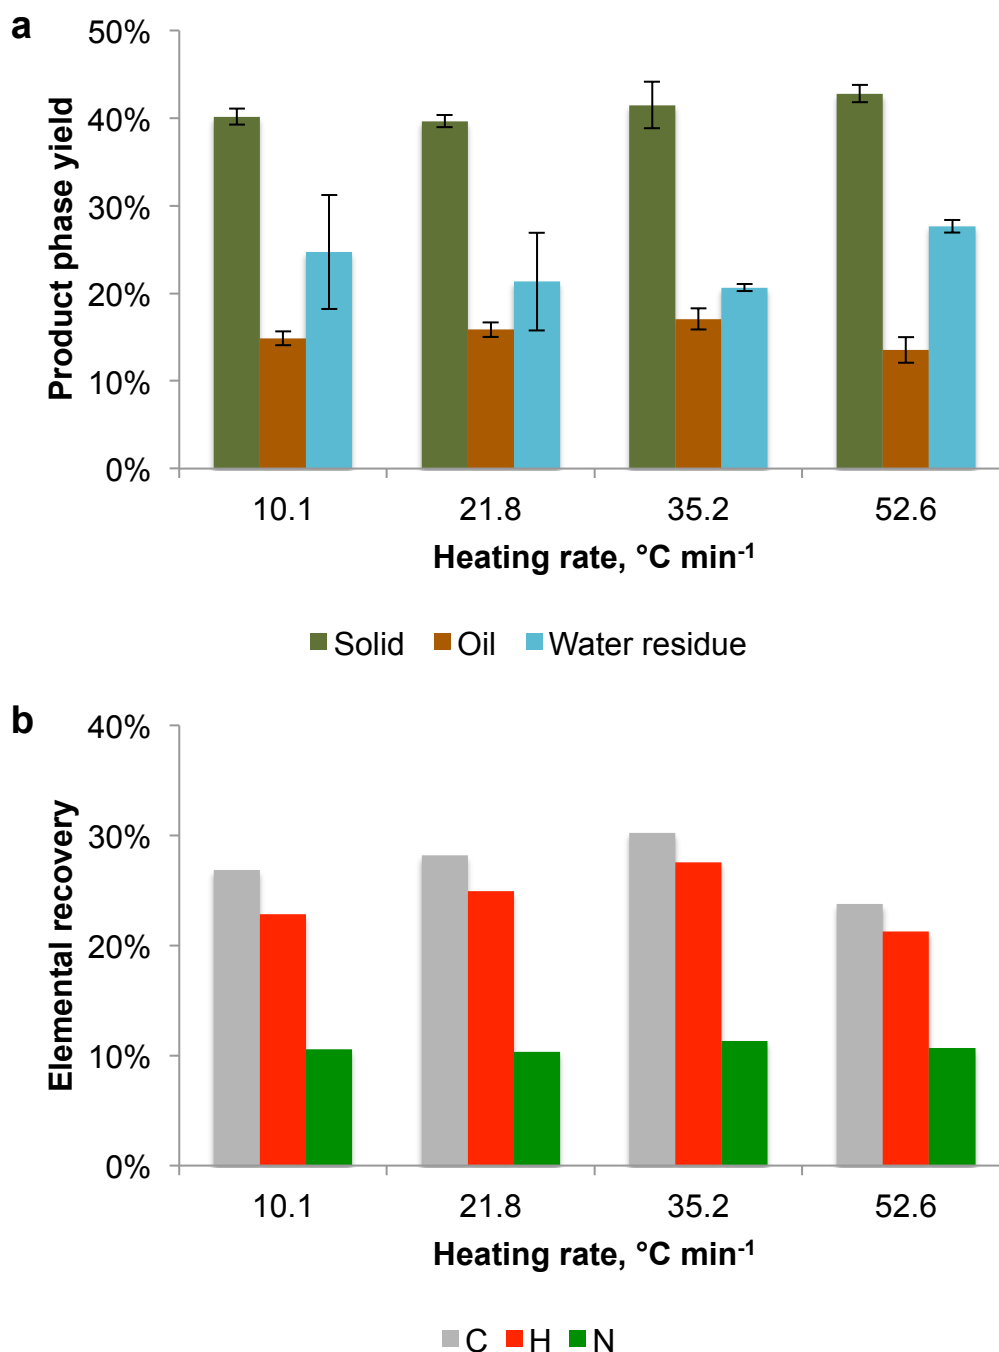 a
50%
40%
30%
20%
10%
0%
Product phase yield
10.1 21.8 35.2 52.6
Heating rate, °C min⁻¹
Solid Oil Water residue
b
40%
30%
20%
10%
0%
Elemental recovery
10.1 21.8 35.2 52.6
Heating rate, °C min⁻¹
C H N